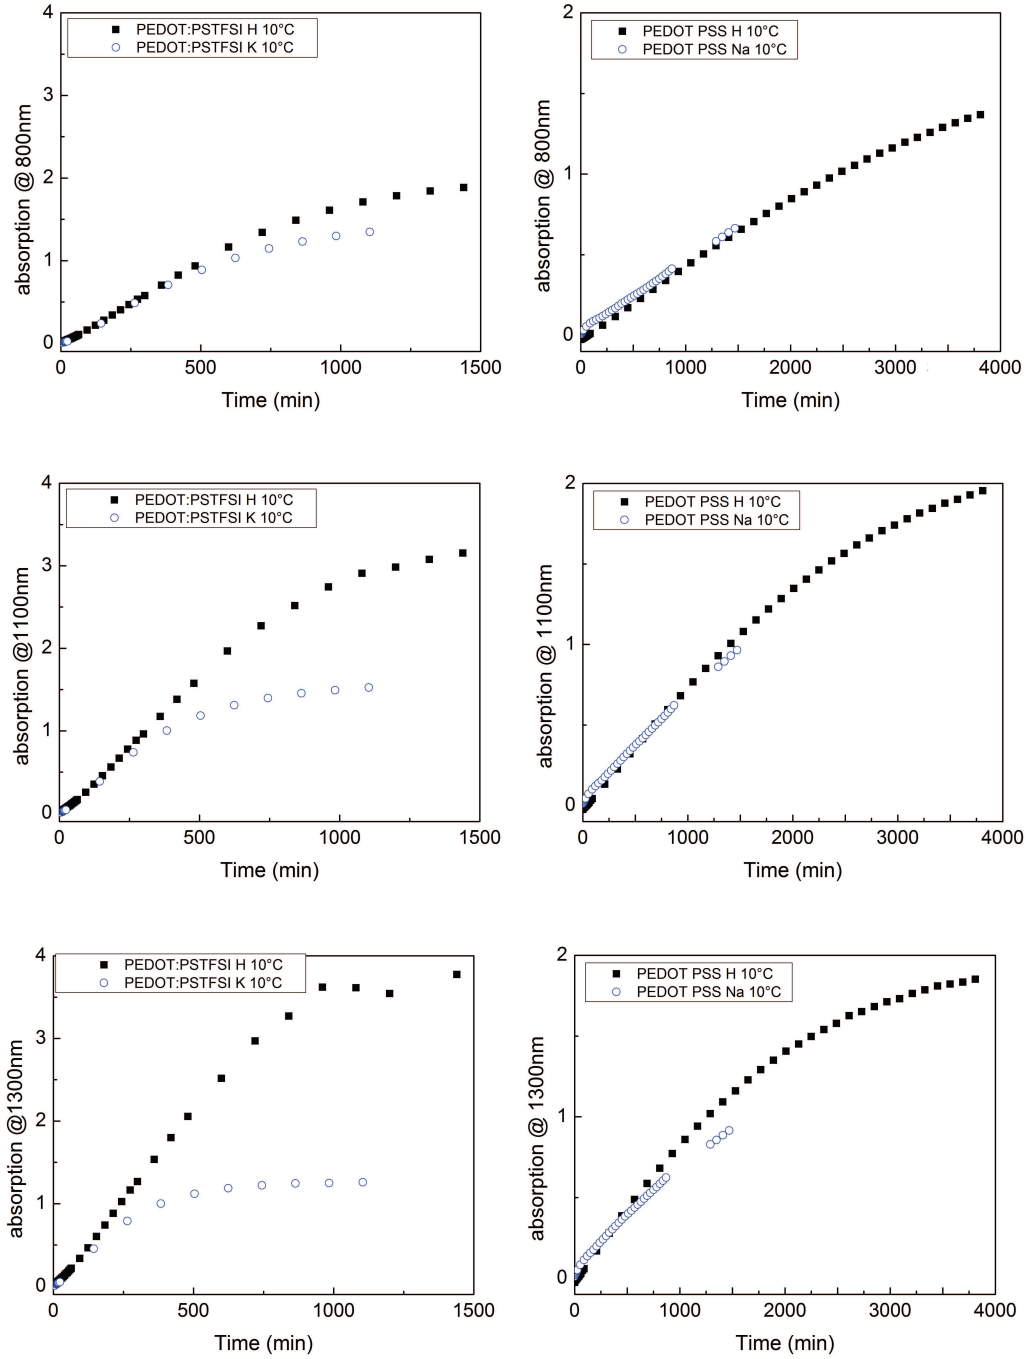 PEDOT:PSTFSI H 10°C
PEDOT:PSTFSI K 10°C
absorption @ 800nm
4
3
2
1
0
0 500 1000 1500
Time (min)
PEDOT PSS H 10°C
PEDOT PSS Na 10°C
absorption @ 800nm
2
1
0
0 1000 2000 3000 4000
Time (min)
PEDOT:PSTFSI H 10°C
PEDOT:PSTFSI K 10°C
absorption @1100nm
4
3
2
1
0
0 500 1000 1500
Time (min)
PEDOT PSS H 10°C
PEDOT PSS Na 10°C
absorption @ 1100nm
2
1
0
0 1000 2000 3000 4000
Time (min)
PEDOT:PSTFSI H 10°C
PEDOT:PSTFSI K 10°C
absorption @1300nm
4
3
2
1
0
0 500 1000 1500
Time (min)
PEDOT PSS H 10°C
PEDOT PSS Na 10°C
absorption @ 1300nm
2
1
0
0 1000 2000 3000 4000
Time (min)